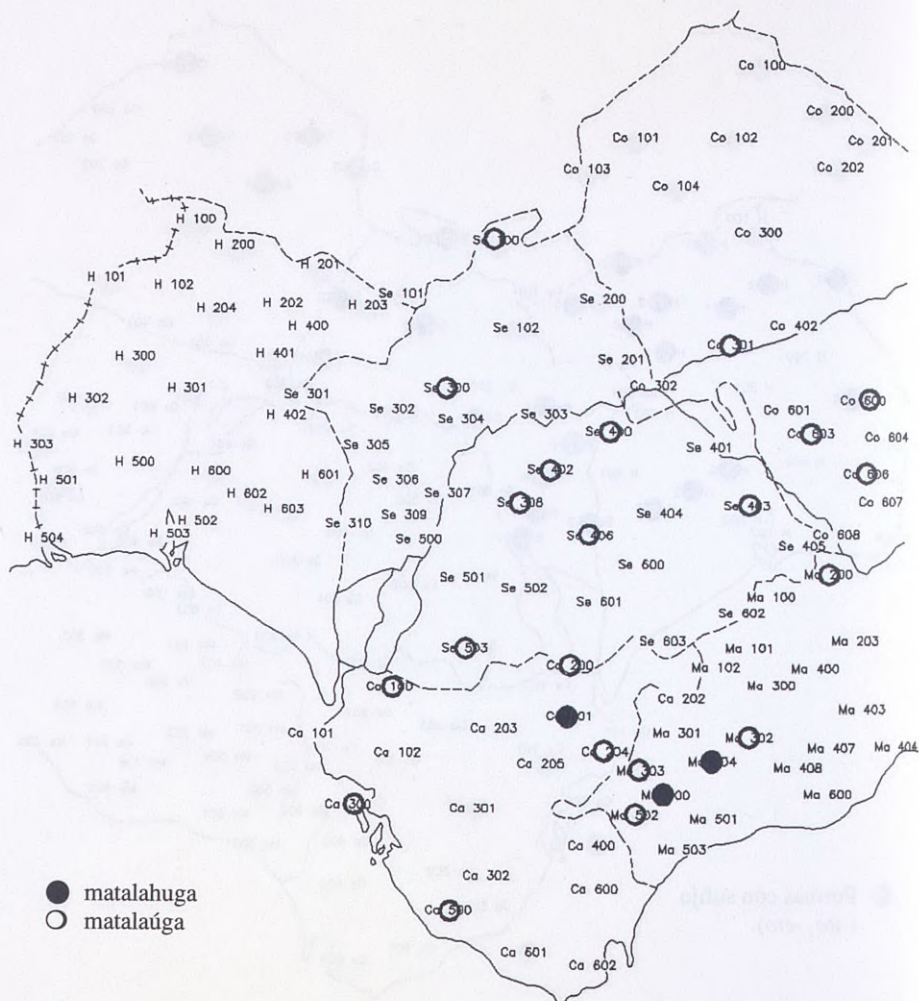 Co 100
Co 200
Co 101
Co 102
Co 201
Co 103
Co 202
Co 104
H 100
Co 300
H 200
Se 100
H 201
H 101
H 102
Se 101
H 203
H 202
H 204
Se 200
H 400
Se 102
Co 402
Co 301
H 300
H 401
Se 201
H 301
Se 300
Co 302
Se 301
H 302
Co 600
Se 302
Co 601
H 402
Se 303
Se 304
Se 400
Co 603
Co 604
H 303
Se 305
Se 401
H 500
H 600
H 601
Se 402
Co 606
H 501
Se 306
H 602
Se 307
Se 308
Co 607
Se 403
H 603
Se 309
Se 404
H 502
Se 310
H 503
H 504
Se 500
Se 406
Co 608
Se 405
Se 600
Ma 200
Se 501
Se 502
Ma 100
Se 601
Se 602
Se 503
Se 603
Ma 101
Ma 203
Ca 200
Ma 102
Ma 400
Ca 100
Ma 300
Ca 202
Ma 403
Ca 203
Ca 101
Ma 301
Ma 302
Ca 102
Ca 204
Ma 407
Ca 205
Ma 303
Ma 408
Ca 300
Ca 301
Ma 600
Ma 502
Ma 501
Ca 400
Ma 503
Ca 302
Ca 600
Ca 500
Ca 601
Ca 602
matalahuga
mataláuga